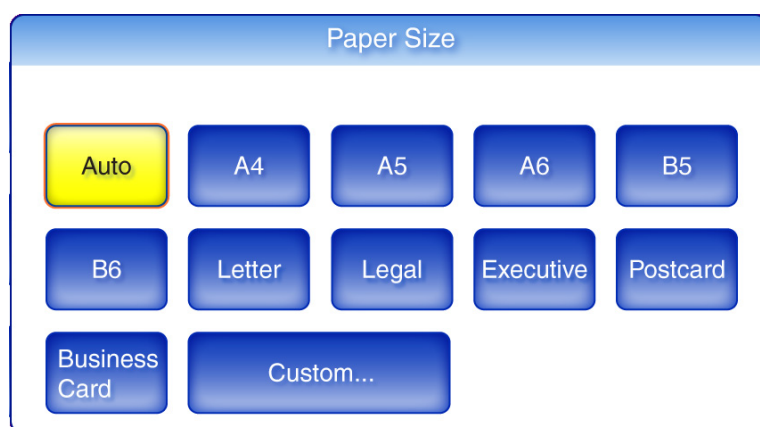 Paper Size
Auto
A4
A5
A6
B5
B6
Letter
Legal
Executive
Postcard
Business
Card
Custom...